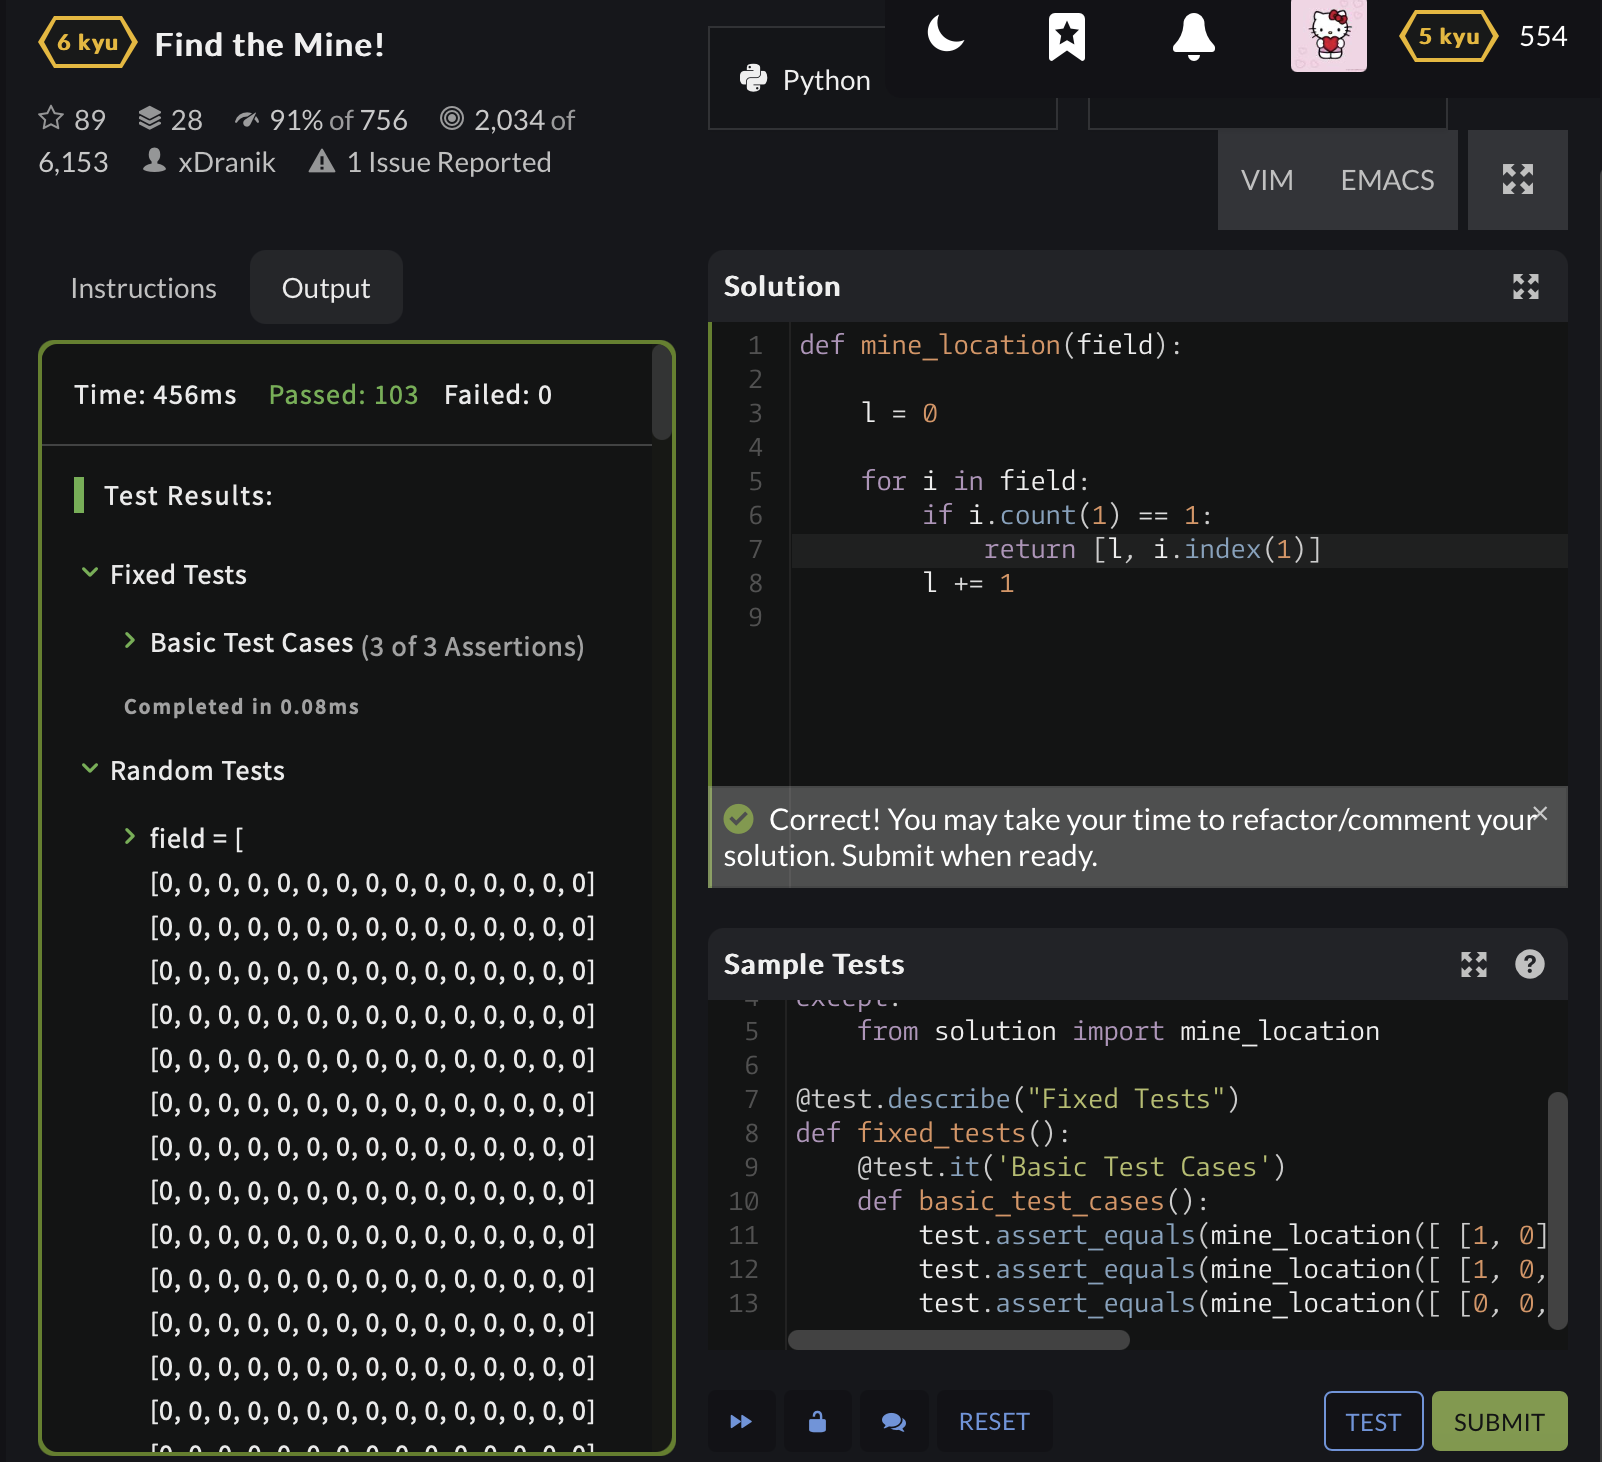 6 kyu Find the Mine!
89 28 91% of 756 2,034 of
6,153 xDranik 1 Issue Reported
Python
5 kyu 554
VIM EMACS
Instructions Output
Time: 456ms Passed: 103 Failed: 0
Test Results:
Fixed Tests
Basic Test Cases (3 of 3 Assertions)
Completed in 0.08ms
Random Tests
field = [
[0, 0, 0, 0, 0, 0, 0, 0, 0, 0, 0, 0, 0, 0, 0]
[0, 0, 0, 0, 0, 0, 0, 0, 0, 0, 0, 0, 0, 0, 0]
[0, 0, 0, 0, 0, 0, 0, 0, 0, 0, 0, 0, 0, 0, 0]
[0, 0, 0, 0, 0, 0, 0, 0, 0, 0, 0, 0, 0, 0, 0]
[0, 0, 0, 0, 0, 0, 0, 0, 0, 0, 0, 0, 0, 0, 0]
[0, 0, 0, 0, 0, 0, 0, 0, 0, 0, 0, 0, 0, 0, 0]
[0, 0, 0, 0, 0, 0, 0, 0, 0, 0, 0, 0, 0, 0, 0]
[0, 0, 0, 0, 0, 0, 0, 0, 0, 0, 0, 0, 0, 0, 0]
[0, 0, 0, 0, 0, 0, 0, 0, 0, 0, 0, 0, 0, 0, 0]
[0, 0, 0, 0, 0, 0, 0, 0, 0, 0, 0, 0, 0, 0, 0]
[0, 0, 0, 0, 0, 0, 0, 0, 0, 0, 0, 0, 0, 0, 0]
[0, 0, 0, 0, 0, 0, 0, 0, 0, 0, 0, 0, 0, 0, 0]
[0, 0, 0, 0, 0, 0, 0, 0, 0, 0, 0, 0, 0, 0, 0]
Solution
1 def mine_location(field):
2
3 l = 0
4
5 for i in field:
6 if i.count(1) == 1:
7 return [l, i.index(1)]
8 l += 1
9
Correct! You may take your time to refactor/comment your
solution. Submit when ready.
Sample Tests
4 except:
5 from solution import mine_location
6
7 @test.describe("Fixed Tests")
8 def fixed_tests():
9 @test.it('Basic Test Cases')
10 def basic_test_cases():
11 test.assert_equals(mine_location([ [1, 0]
12 test.assert_equals(mine_location([ [1, 0,
13 test.assert_equals(mine_location([ [0, 0,
RESET TEST SUBMIT